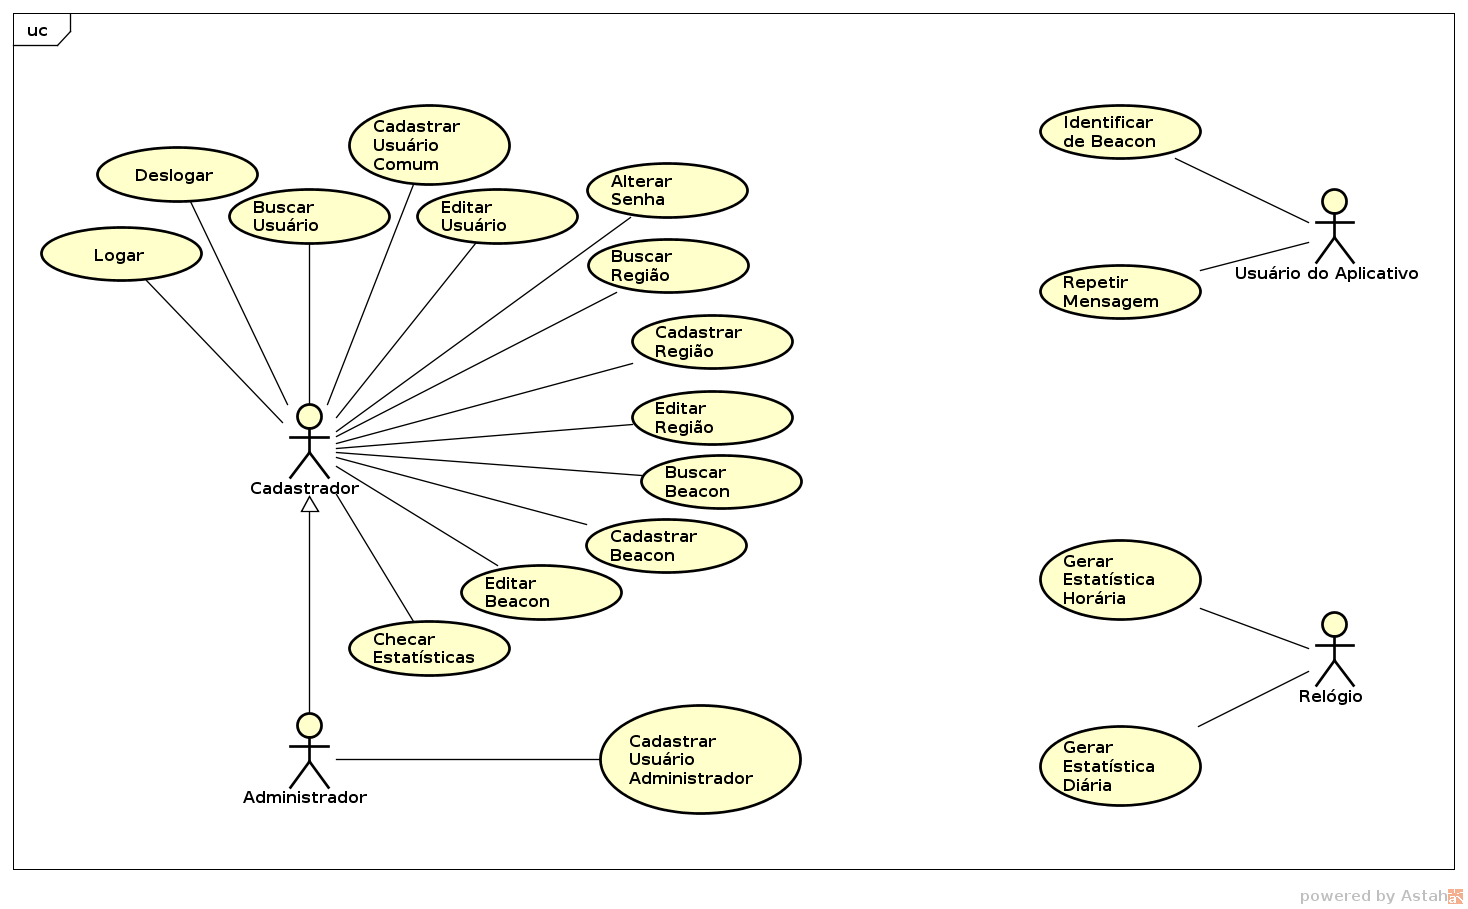 uc
Cadastrar
Usuário
Comum
Deslogar
Buscar
Usuário
Editar
Usuário
Alterar
Senha
Logar
Buscar
Região
Cadastrar
Região
Editar
Região
Buscar
Beacon
Cadastrador
Cadastrar
Beacon
Editar
Beacon
Checar
Estatísticas
Cadastrar
Usuário
Administrador
Administrador
Identificar
de Beacon
Usuário do Aplicativo
Repetir
Mensagem
Gerar
Estatística
Horária
Relógio
Gerar
Estatística
Diária
powered by Astah